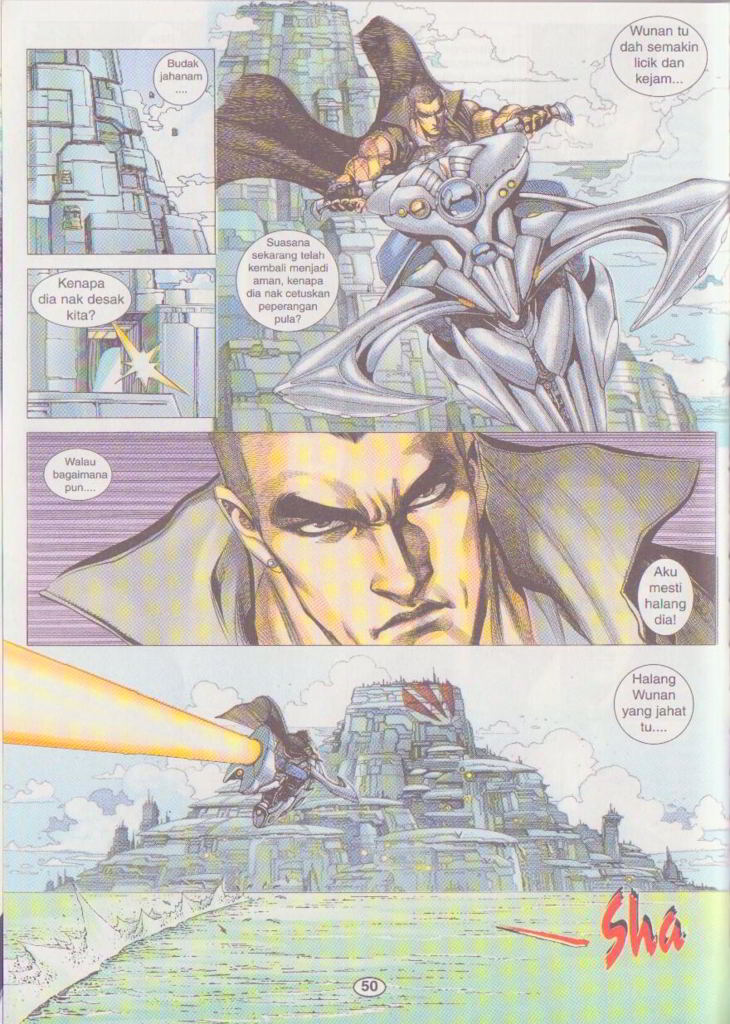 Budak
jahanam
....
Wunan tu
dah semakin
licik dan
kejam...
Suasana
sekarang telah
kembali menjadi
aman, kenapa
dia nak cetuskan
peperangan
pula?
Kenapa
dia nak desak
kita?
Walau
bagaimana
pun....
Aku
mesti
halang
dia!
Halang
Wunan
yang jahat
tu....
Sha
50